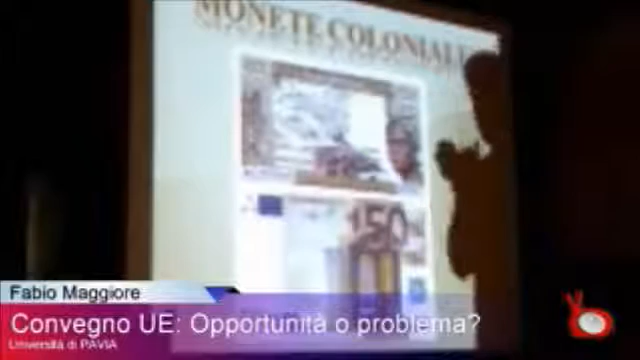 MONETE COLONIALI
150
Fabio Maggiore
Convegno UE: Opportunità o problema?
Università di PAVIA